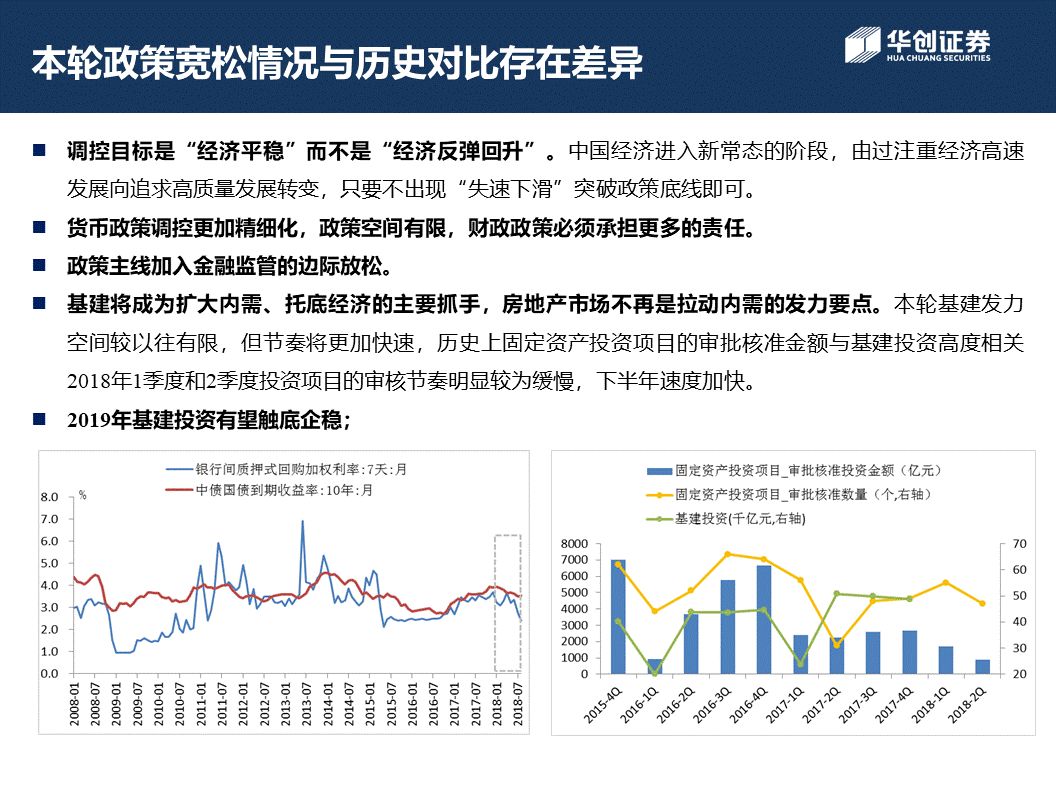 本轮政策宽松情况与历史对比存在差异
华创证券
HUA CHUANG SECURITIES
调控目标是“经济平稳”而不是“经济反弹回升”。中国经济进入新常态的阶段，由过注重经济高速
发展向追求高质量发展转变，只要不出现“失速下滑”突破政策底线即可。
货币政策调控更加精细化，政策空间有限，财政政策必须承担更多的责任。
政策主线加入金融监管的边际放松。
基建将成为扩大内需、托底经济的主要抓手，房地产市场不再是拉动内需的发力要点。本轮基建发力
空间较以往有限，但节奏将更加快速，历史上固定资产投资项目的审批核准金额与基建投资高度相关
2018年1季度和2季度投资项目的审核节奏明显较为缓慢，下半年速度加快。
2019年基建投资有望触底企稳；
银行间质押式回购加权利率:7天:月
中债国债到期收益率:10年:月
%
8.0
7.0
6.0
5.0
4.0
3.0
2.0
1.0
0.0
2008-01
2008-07
2009-01
2009-07
2010-01
2010-07
2011-01
2011-07
2012-01
2012-07
2013-01
2013-07
2014-01
2014-07
2015-01
2015-07
2016-01
2016-07
2017-01
2017-07
2018-01
2018-07
固定资产投资项目_审批核准投资金额（亿元）
固定资产投资项目_审批核准数量（个,右轴）
基建投资(千亿元,右轴)
8000
7000
6000
5000
4000
3000
2000
1000
0
70
60
50
40
30
20
2015-4Q
2016-1Q
2016-2Q
2016-3Q
2016-4Q
2017-1Q
2017-2Q
2017-3Q
2017-4Q
2018-1Q
2018-2Q